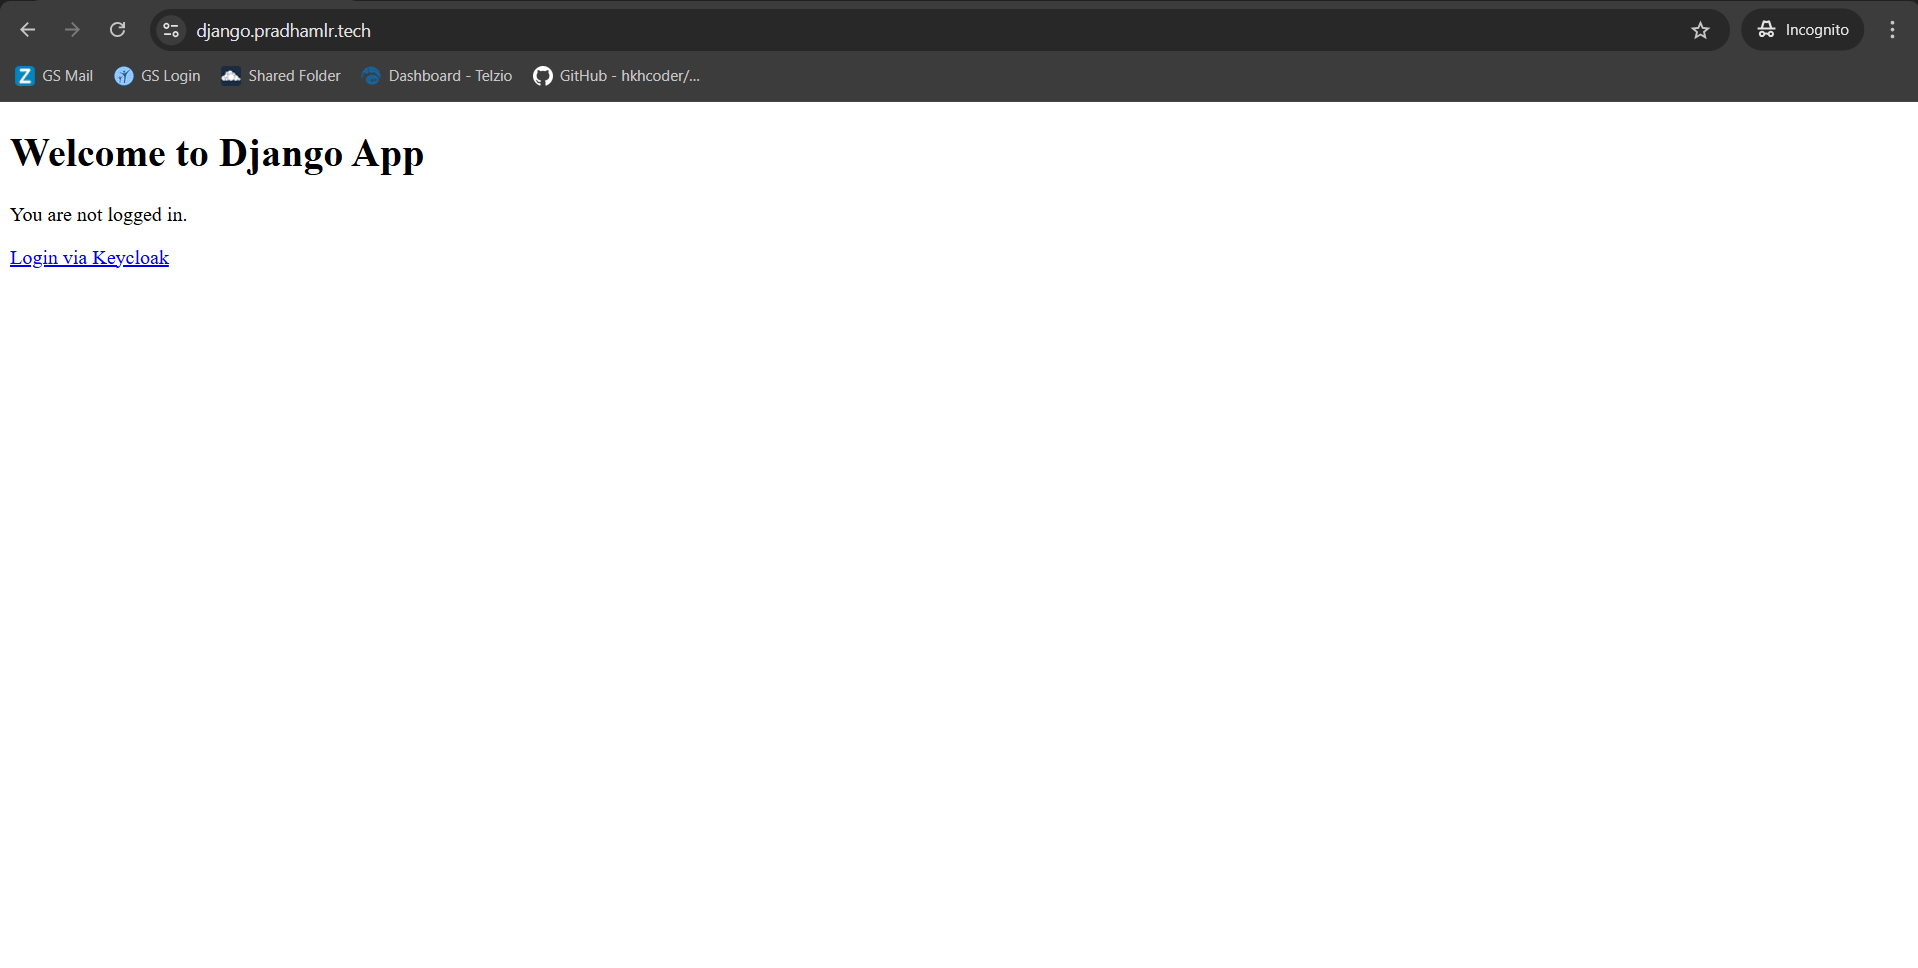 django.pradhamlr.tech
Incognito
GS Mail GS Login Shared Folder Dashboard - Telzio GitHub - hkhcoder/...
Welcome to Django App
You are not logged in.
Login via Keycloak